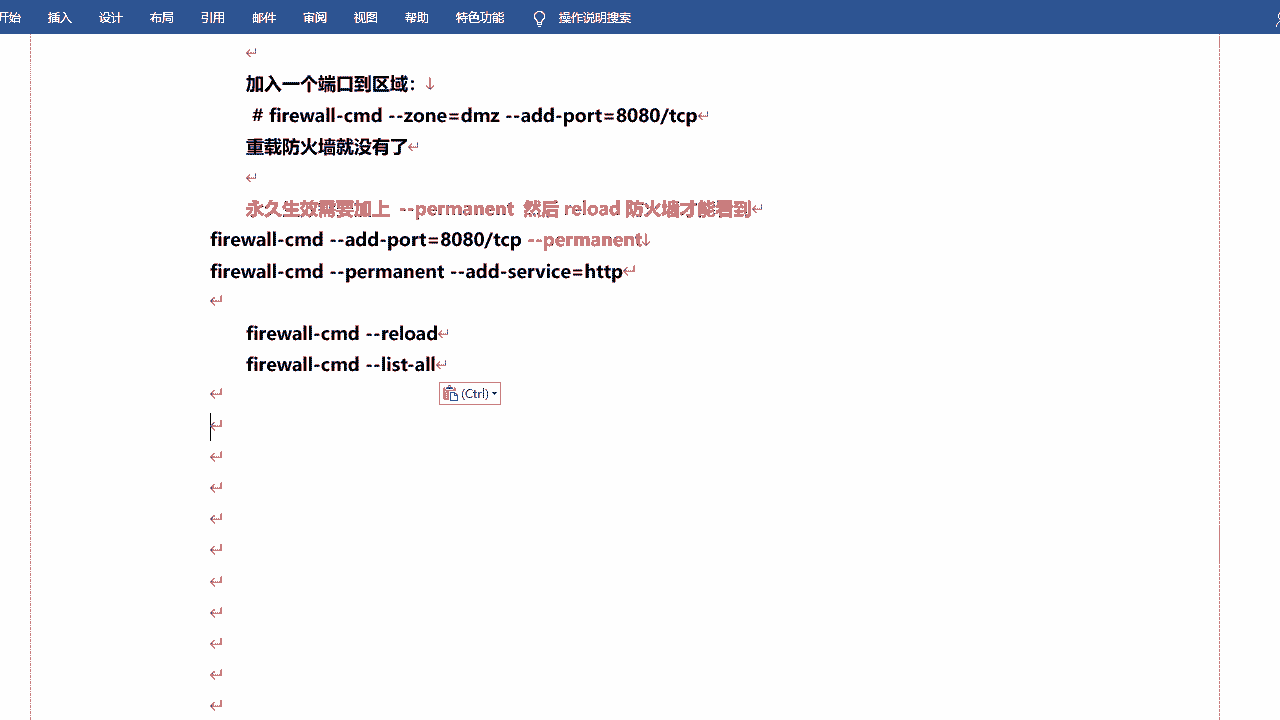 开始 插入 设计 布局 引用 邮件 审阅 视图 帮助 特色功能 操作说明搜索
加入一个端口到区域：
# firewall-cmd --zone=dmz --add-port=8080/tcp
重载防火墙就没有了
永久生效需要加上 --permanent 然后 reload 防火墙才能看到
firewall-cmd --add-port=8080/tcp --permanent
firewall-cmd --permanent --add-service=http
firewall-cmd --reload
firewall-cmd --list-all
(Ctrl)